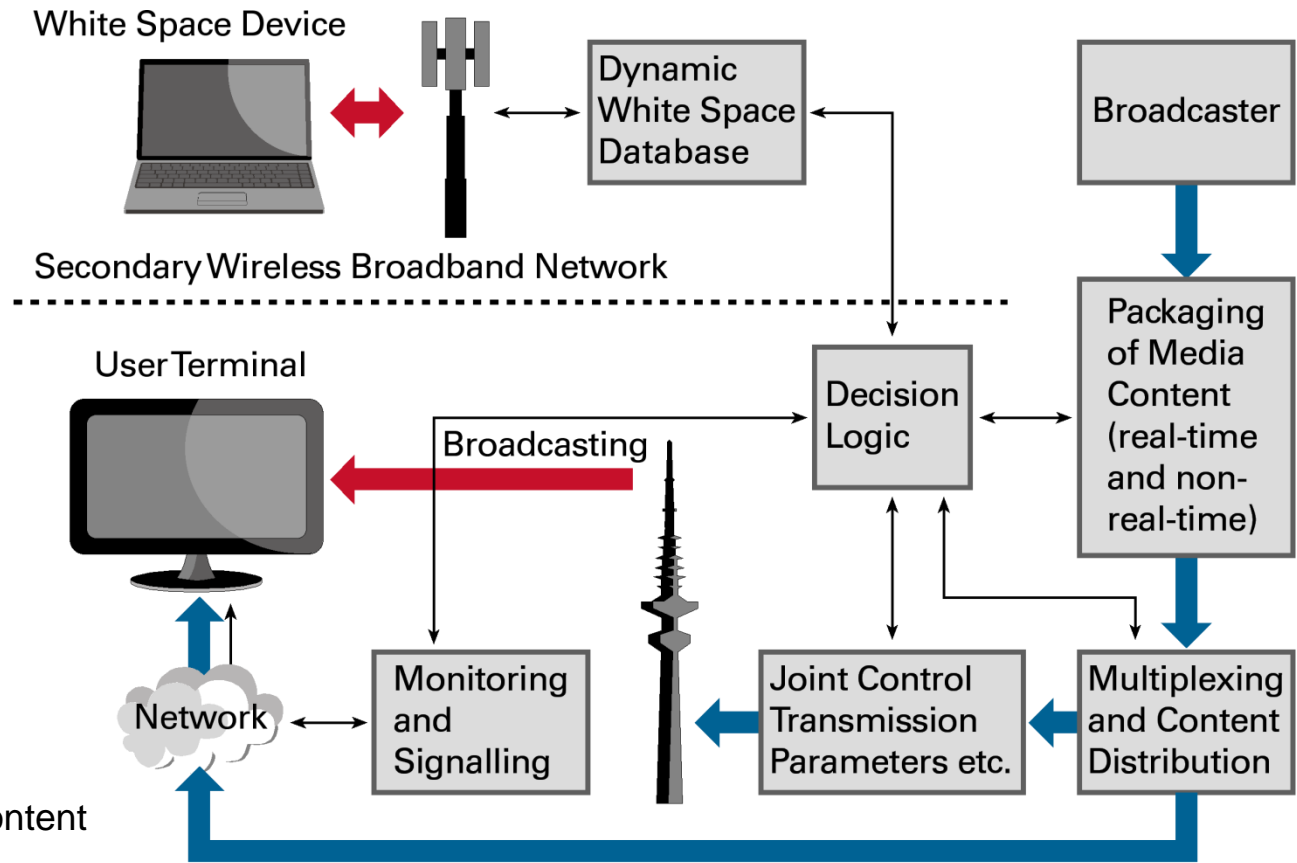 White Space Device
Dynamic
White Space
Database
Broadcaster
Secondary Wireless Broadband Network
Packaging
of Media
Content
(real-time
and non-
real-time)
User Terminal
Decision
Logic
Broadcasting
Monitoring
and
Signalling
Joint Control
Transmission
Parameters etc.
Multiplexing
and Content
Distribution
Network
ontent